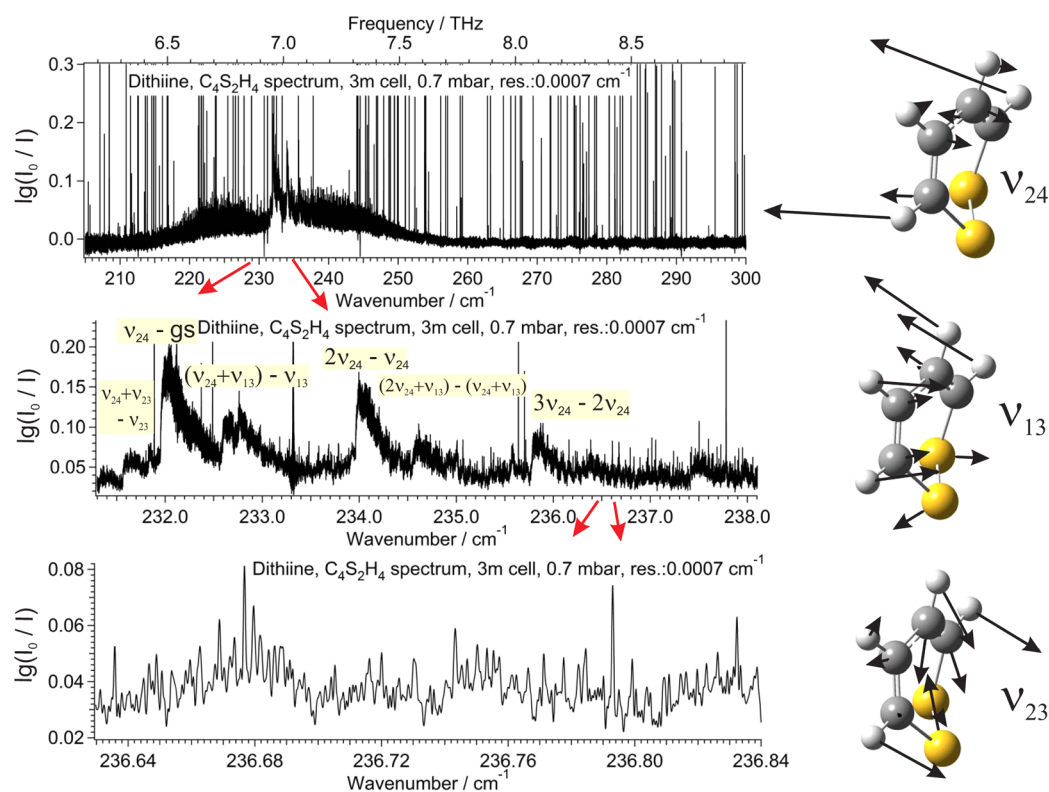 Frequency / THz
6.5 7.0 7.5 8.0 8.5
Dithiine, C₄S₂H₄ spectrum, 3m cell, 0.7 mbar, res.:0.0007 cm⁻¹
lg(I₀ / I)
0.3
0.2
0.1
0.0
210 220 230 240 250 260 270 280 290 300
Wavenumber / cm⁻¹
ν₂₄
ν₂₄ - gs
Dithiine, C₄S₂H₄ spectrum, 3m cell, 0.7 mbar, res.:0.0007 cm⁻¹
ν₂₄+ν₂₃
- ν₂₃
(ν₂₄+ν₁₃) - ν₁₃
2ν₂₄ - ν₂₄
(2ν₂₄+ν₁₃) - (ν₂₄+ν₁₃)
3ν₂₄ - 2ν₂₄
lg(I₀ / I)
0.20
0.15
0.10
0.05
232.0 233.0 234.0 235.0 236.0 237.0 238.0
Wavenumber / cm⁻¹
ν₁₃
Dithiine, C₄S₂H₄ spectrum, 3m cell, 0.7 mbar, res.:0.0007 cm⁻¹
lg(I₀ / I)
0.08
0.06
0.04
0.02
236.64 236.68 236.72 236.76 236.80 236.84
Wavenumber / cm⁻¹
ν₂₃